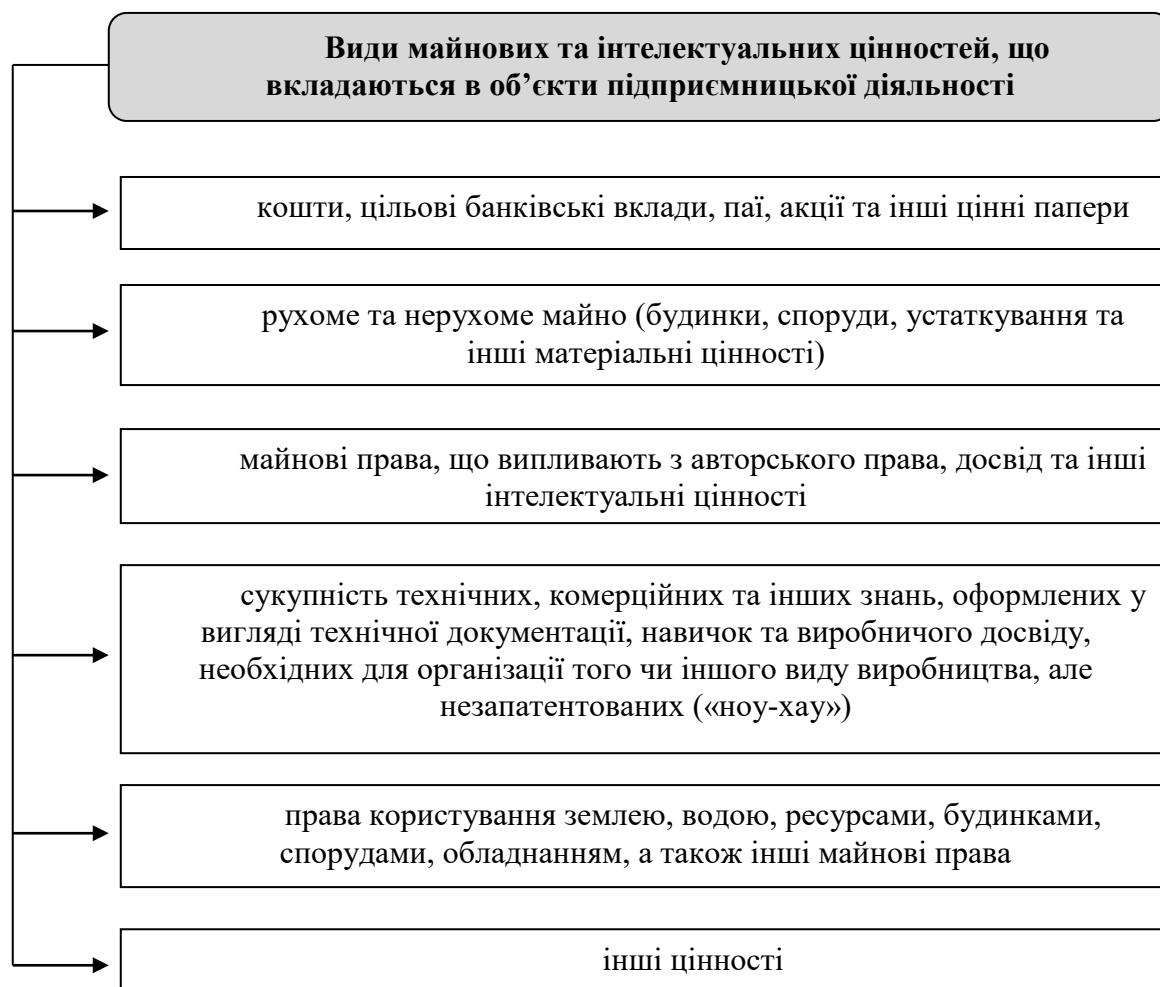 Види майнових та інтелектуальних цінностей, що
вкладаються в об’єкти підприємницької діяльності
кошти, цільові банківські вклади, паї, акції та інші цінні папери
рухоме та нерухоме майно (будинки, споруди, устаткування та
інші матеріальні цінності)
майнові права, що випливають з авторського права, досвід та інші
інтелектуальні цінності
сукупність технічних, комерційних та інших знань, оформлених у
вигляді технічної документації, навичок та виробничого досвіду,
необхідних для організації того чи іншого виду виробництва, але
незапатентованих («ноу-хау»)
права користування землею, водою, ресурсами, будинками,
спорудами, обладнанням, а також інші майнові права
інші цінності